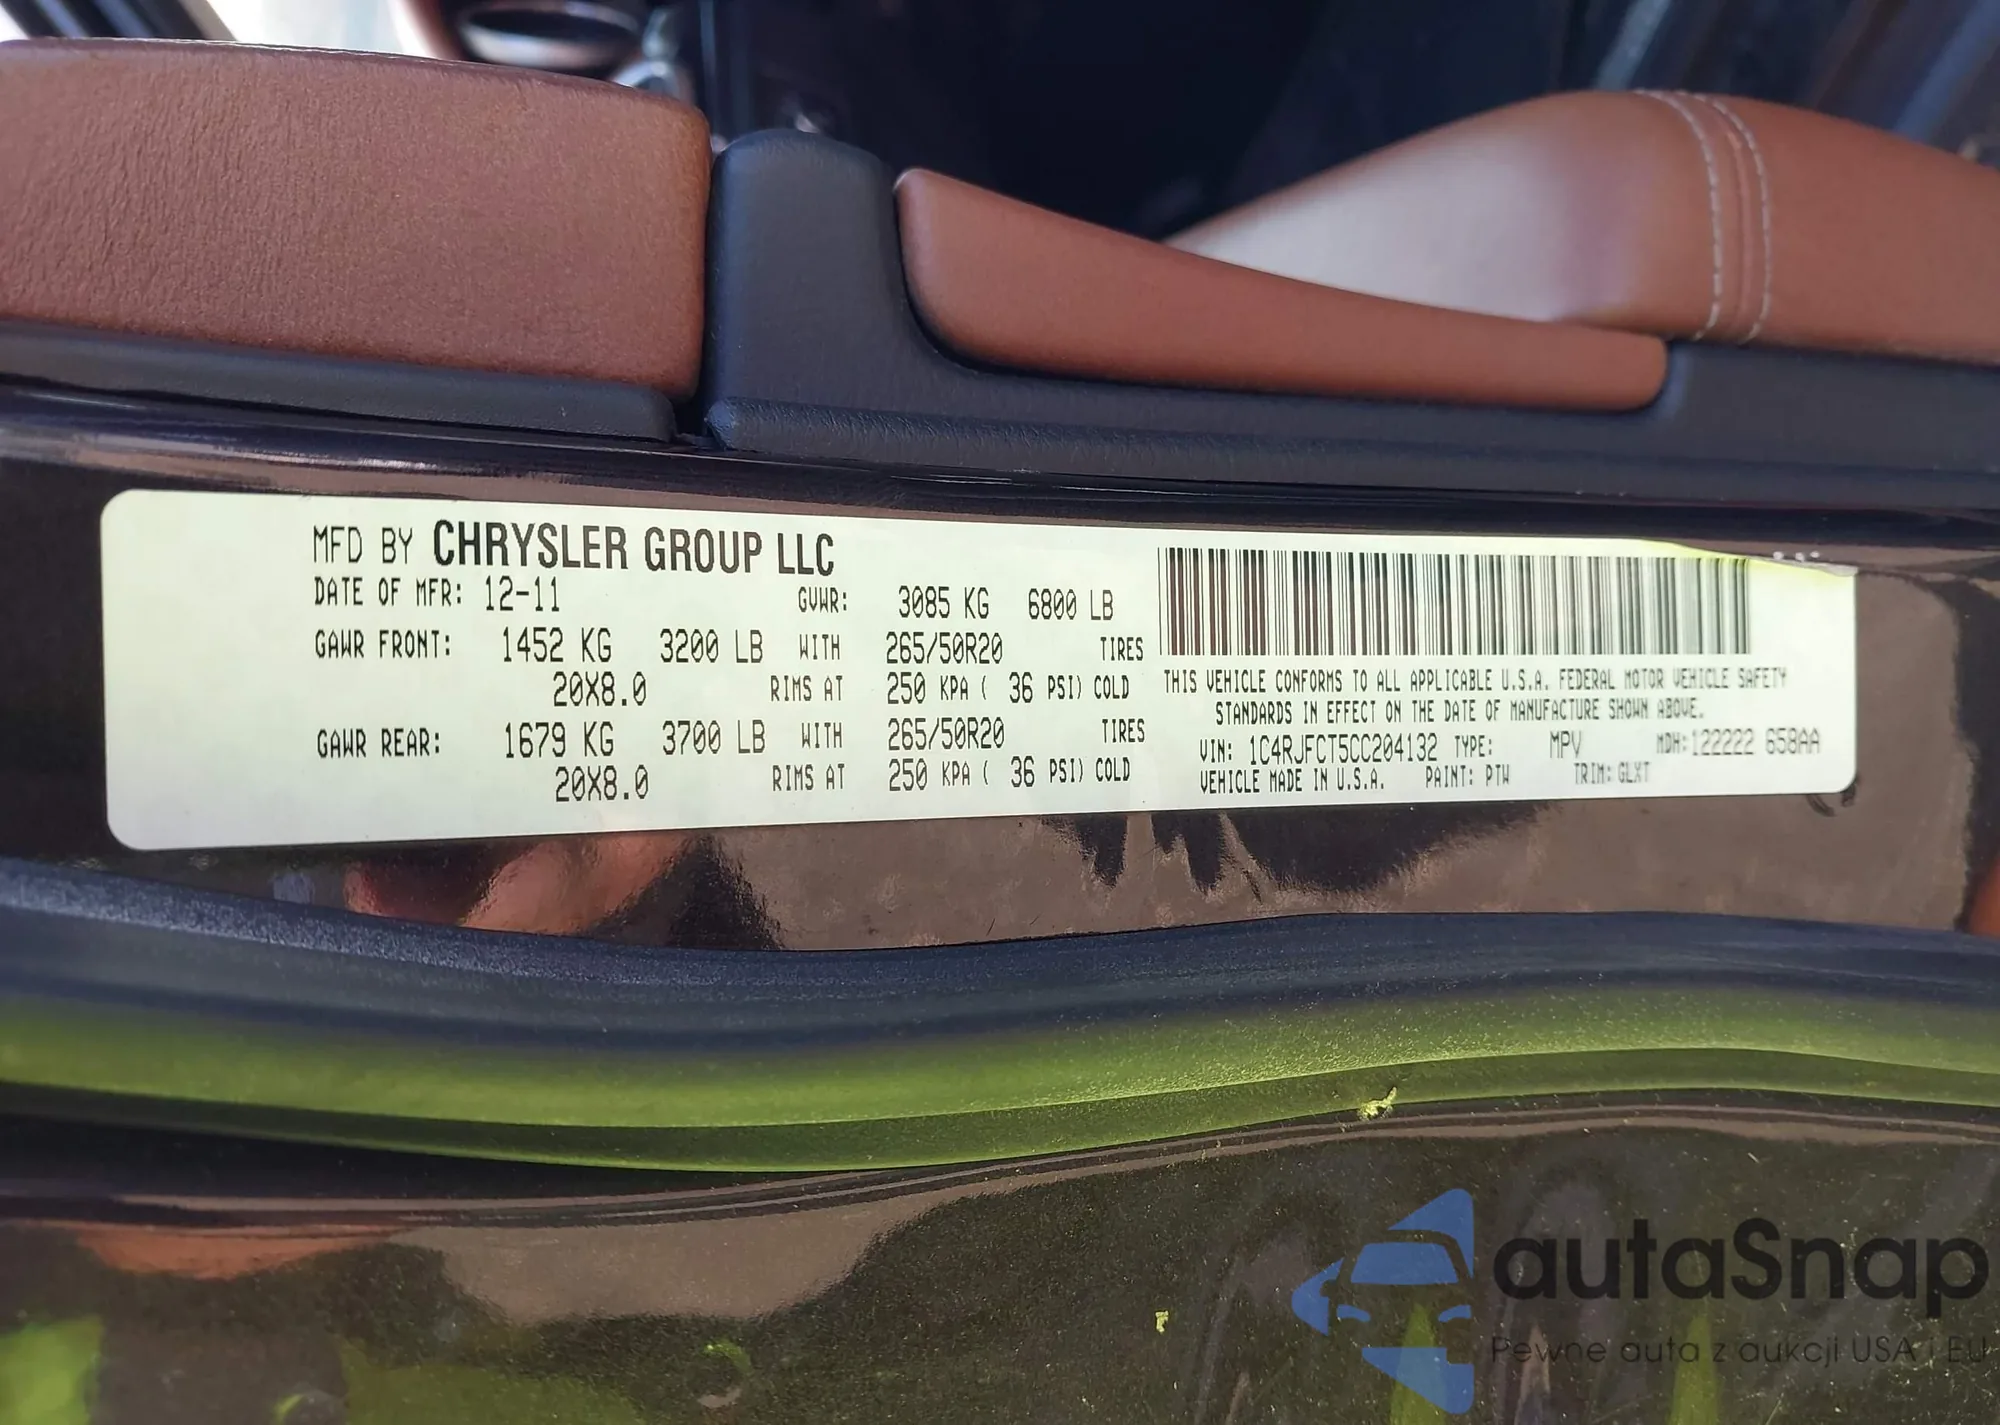 MFD BY CHRYSLER GROUP LLC
DATE OF MFR: 12-11 GVWR: 3085 KG 6800 LB
GAWR FRONT: 1452 KG 3200 LB WITH 265/50R20 TIRES
20X8.0 RIMS AT 250 KPA ( 36 PSI) COLD
GAWR REAR: 1679 KG 3700 LB WITH 265/50R20 TIRES
20X8.0 RIMS AT 250 KPA ( 36 PSI) COLD
THIS VEHICLE CONFORMS TO ALL APPLICABLE U.S.A. FEDERAL MOTOR VEHICLE SAFETY
STANDARDS IN EFFECT ON THE DATE OF MANUFACTURE SHOWN ABOVE.
VIN: 1C4RJFCT5CC204132 TYPE: MPV MDH: 122222 658AA
VEHICLE MADE IN U.S.A. PAINT: PTW TRIM: GLXT
autaSnap
Pewne auta z aukcji USA i EU